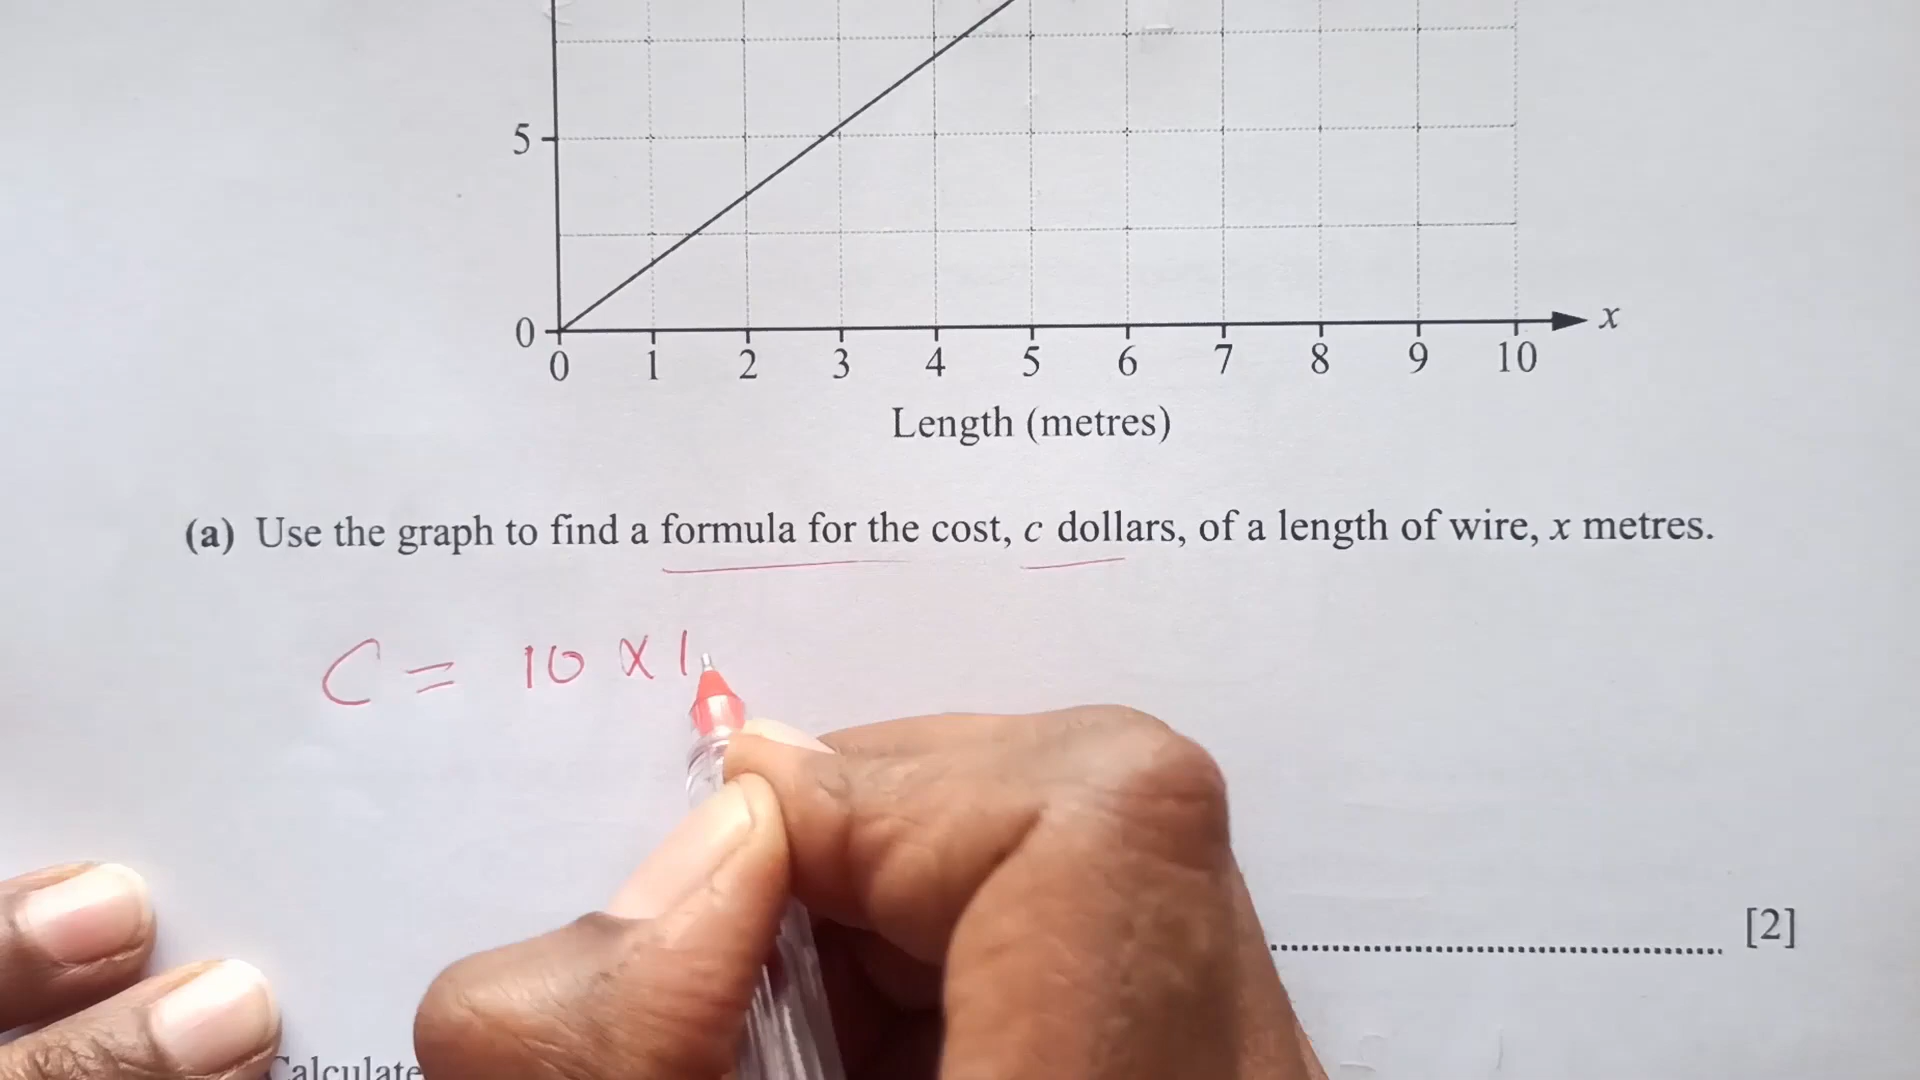 5
0
0 1 2 3 4 5 6 7 8 9 10 x
Length (metres)
(a) Use the graph to find a formula for the cost, c dollars, of a length of wire, x metres.
C = 10 × 1
[2]
Calculate